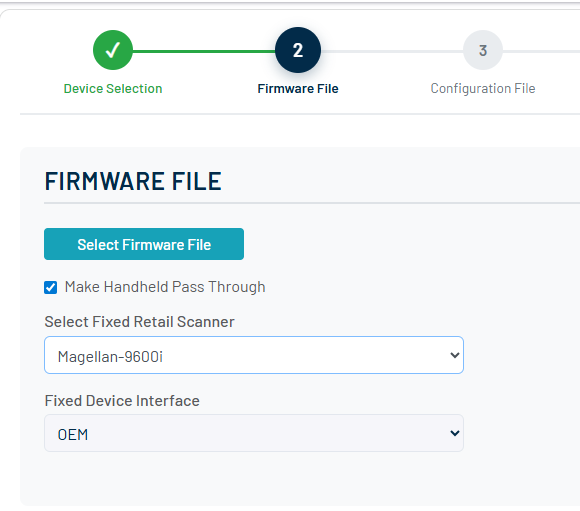 ✓
2
3
Device Selection
Firmware File
Configuration File
FIRMWARE FILE
Select Firmware File
Make Handheld Pass Through
Select Fixed Retail Scanner
Magellan-9600i
Fixed Device Interface
OEM